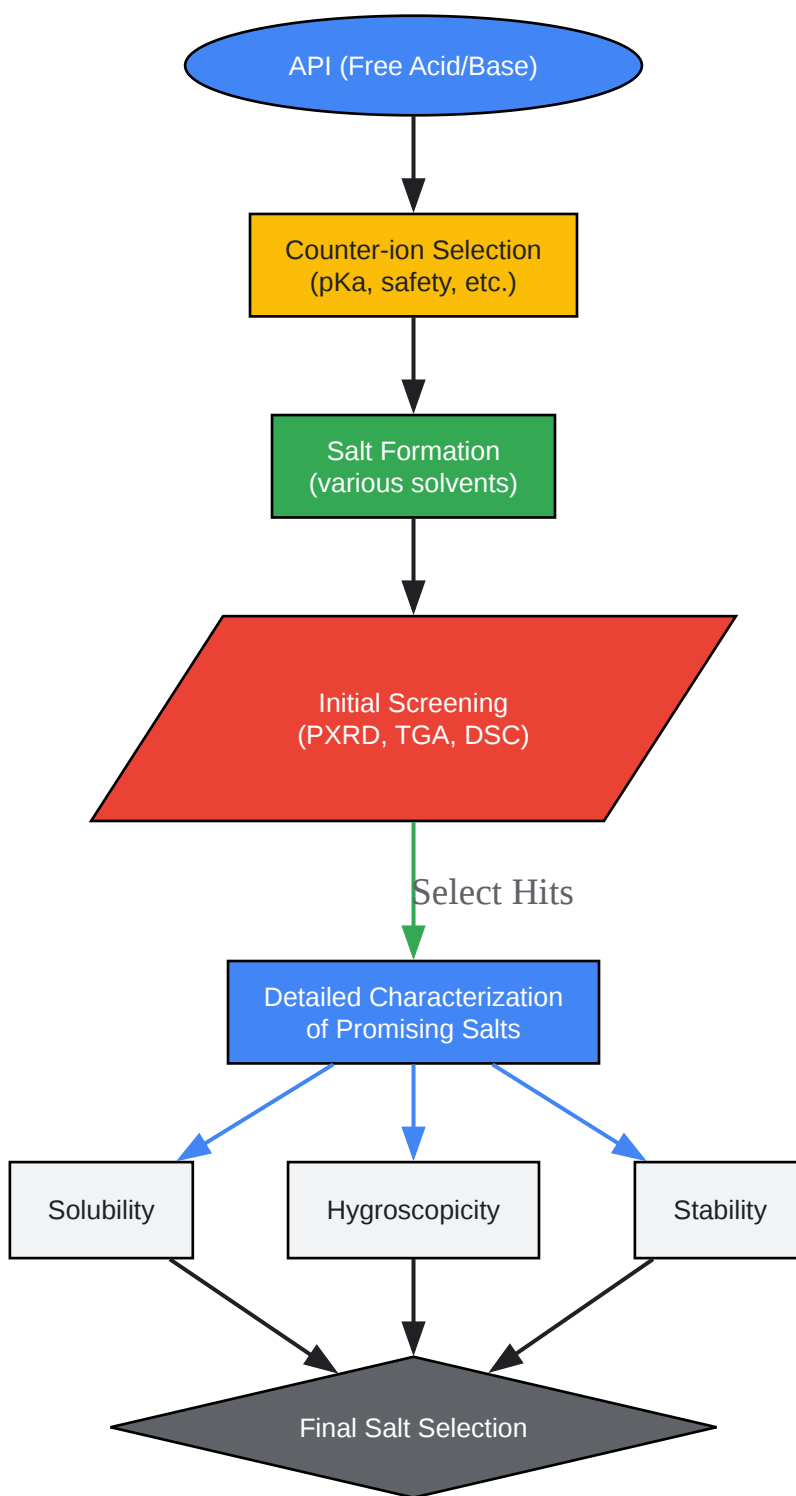 API (Free Acid/Base)
Counter-ion Selection
(pKa, safety, etc.)
Salt Formation
(various solvents)
Initial Screening
(PXRD, TGA, DSC)
Select Hits
Detailed Characterization
of Promising Salts
Solubility
Hygroscopicity
Stability
Final Salt Selection